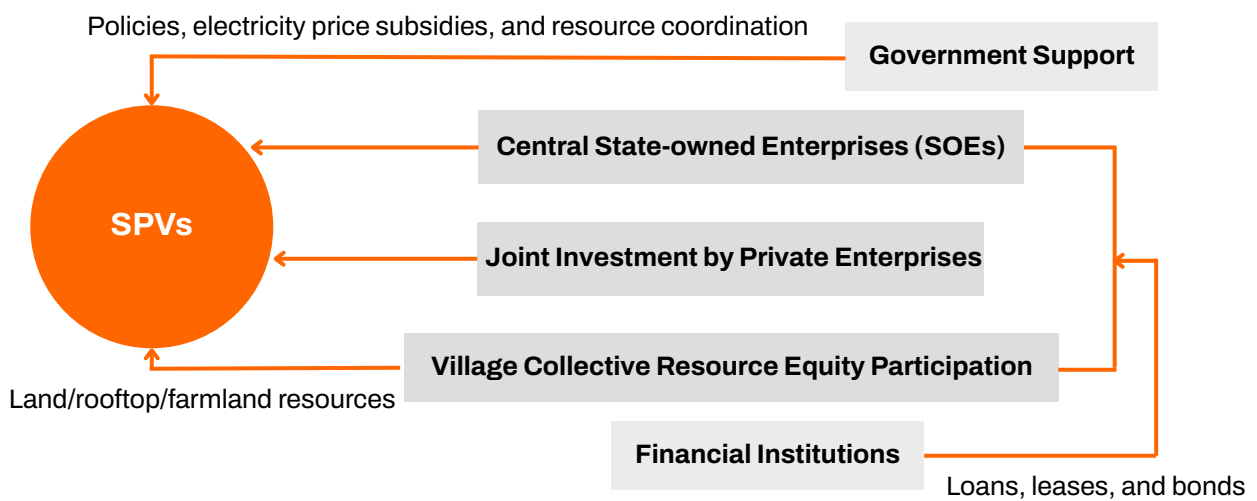 Policies, electricity price subsidies, and resource coordination
Government Support
Central State-owned Enterprises (SOEs)
SPVs
Joint Investment by Private Enterprises
Village Collective Resource Equity Participation
Land/rooftop/farmland resources
Financial Institutions
Loans, leases, and bonds